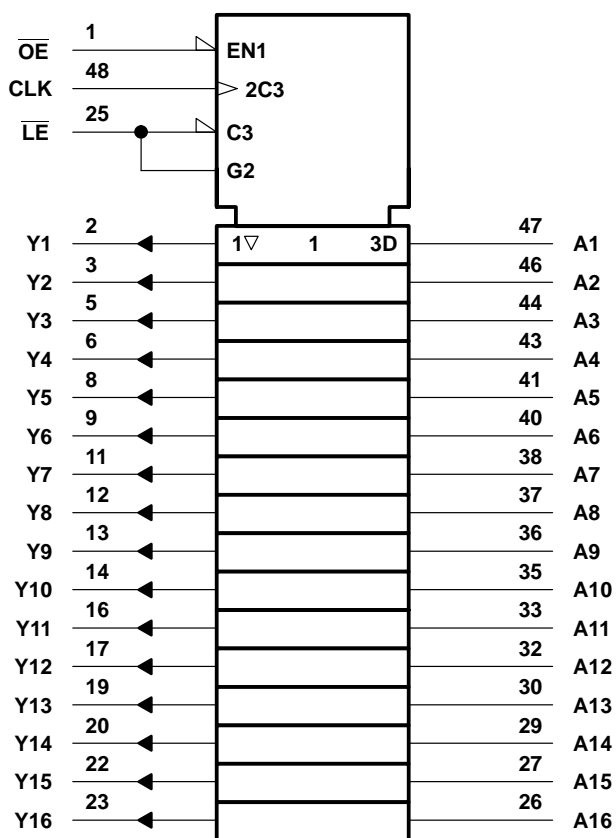 OE 1 EN1
CLK 48 2C3
LE 25 C3
G2
Y1 2 1▽ 1 3D 47 A1
Y2 3 46 A2
Y3 5 44 A3
Y4 6 43 A4
Y5 8 41 A5
Y6 9 40 A6
Y7 11 38 A7
Y8 12 37 A8
Y9 13 36 A9
Y10 14 35 A10
Y11 16 33 A11
Y12 17 32 A12
Y13 19 30 A13
Y14 20 29 A14
Y15 22 27 A15
Y16 23 26 A16